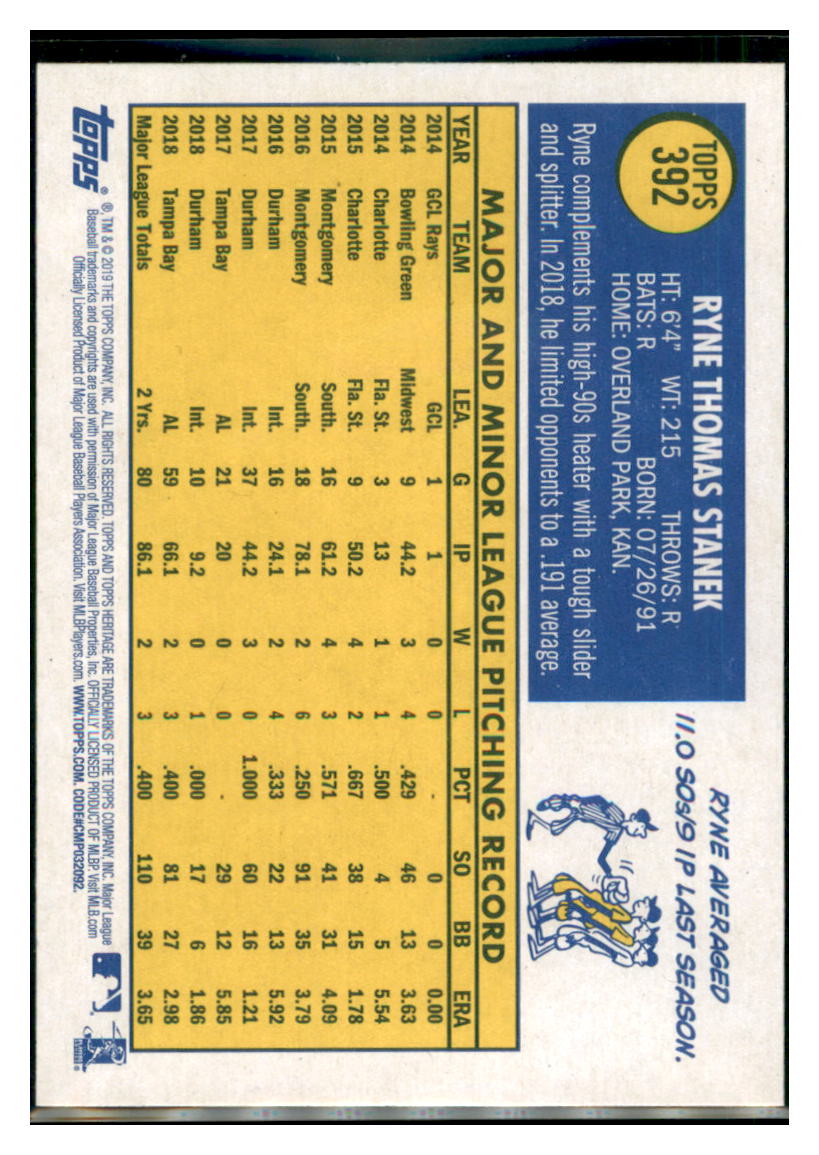 TOPPS
392
RYNE THOMAS STANEK
HT: 6'4" WT: 215 THROWS: R
BATS: R BORN: 07/26/91
HOME: OVERLAND PARK, KAN.
Ryne complements his high-90s heater with a tough slider
and splitter. In 2018, he limited opponents to a .191 average.
RYNE AVERAGED
11.0 SOs/9 IP LAST SEASON.
MAJOR AND MINOR LEAGUE PITCHING RECORD
YEAR TEAM LEA. G IP W L PCT SO BB ERA
2014 GCL Rays GCL 1 1 0 0 - 0 0 0.00
2014 Bowling Green Midwest 9 44.2 3 4 .429 46 13 3.63
2014 Charlotte Fla. St. 3 13 1 1 .500 4 5 5.54
2015 Charlotte Fla. St. 9 50.2 4 2 .667 38 15 1.78
2015 Montgomery South. 16 61.2 4 3 .571 41 31 4.09
2016 Montgomery South. 18 78.1 2 6 .250 91 35 3.79
2016 Durham Int. 16 24.1 2 4 .333 22 13 5.92
2017 Durham Int. 37 44.2 3 0 1.000 60 16 1.21
2017 Tampa Bay AL 21 20 0 0 - 29 12 5.85
2018 Durham Int. 10 9.2 0 1 .000 17 6 1.86
2018 Tampa Bay AL 59 66.1 2 3 .400 81 27 2.98
Major League Totals 2 Yrs. 80 86.1 2 3 .400 110 39 3.65
topps ®
®, TM & © 2019 THE TOPPS COMPANY, INC. ALL RIGHTS RESERVED. TOPPS AND TOPPS HERITAGE ARE TRADEMARKS OF THE TOPPS COMPANY, INC. Major League
Baseball trademarks and copyrights are used with permission of Major League Baseball Properties, Inc. OFFICIALLY LICENSED PRODUCT OF MLBP. Visit MLB.com
Officially Licensed Product of Major League Baseball Players Association. Visit MLBPlayers.com. WWW.TOPPS.COM. CODE#CMP032092.